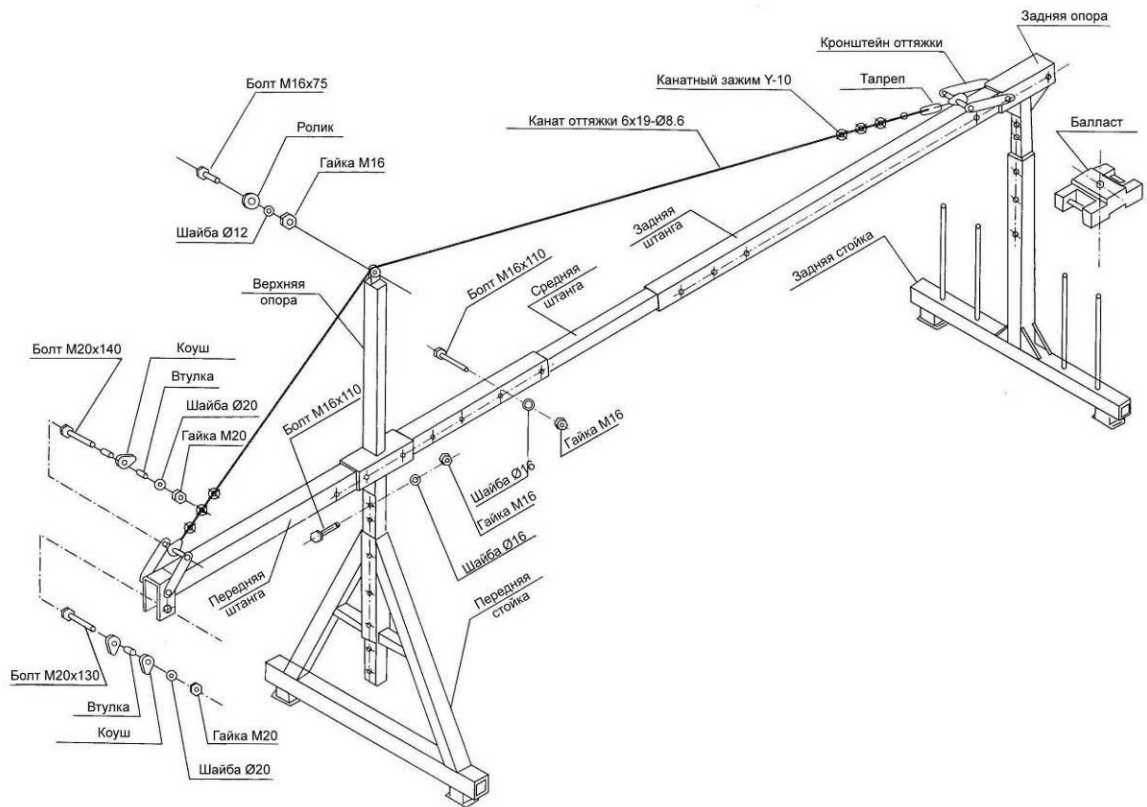 Задняя опора
Кронштейн оттяжки
Болт М16х75
Канатный зажим Y-10
Талреп
Балласт
Канат оттяжки 6х19-Ø8.6
Ролик
Гайка М16
Шайба Ø12
Задняя
штанга
Задняя стойка
Болт М16х110
Средняя
штанга
Верхняя
опора
Болт М20х140
Коуш
Втулка
Шайба Ø20
Гайка М20
Болт М16х110
Гайка М16
Шайба Ø16
Гайка М16
Шайба Ø16
Передняя
штанга
Передняя
стойка
Болт М20х130
Втулка
Коуш
Гайка М20
Шайба Ø20